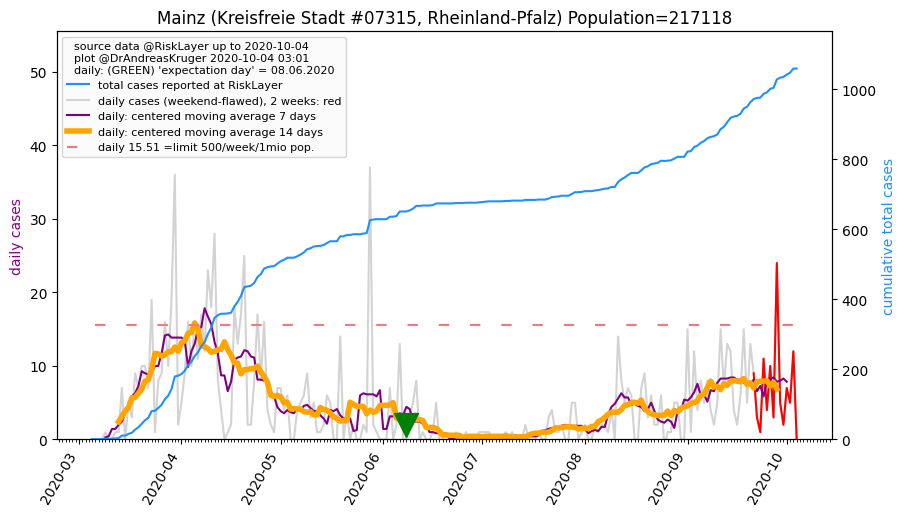 Mainz (Kreisfreie Stadt #07315, Rheinland-Pfalz) Population=217118
source data @RiskLayer up to 2020-10-04
plot @DrAndreasKruger 2020-10-04 03:01
daily: (GREEN) 'expectation day' = 08.06.2020
total cases reported at RiskLayer
daily cases (weekend-flawed), 2 weeks: red
daily: centered moving average 7 days
daily: centered moving average 14 days
daily 15.51 =limit 500/week/1mio pop.
daily cases
50
40
30
20
10
0
cumulative total cases
1000
800
600
400
200
0
2020-03
2020-04
2020-05
2020-06
2020-07
2020-08
2020-09
2020-10